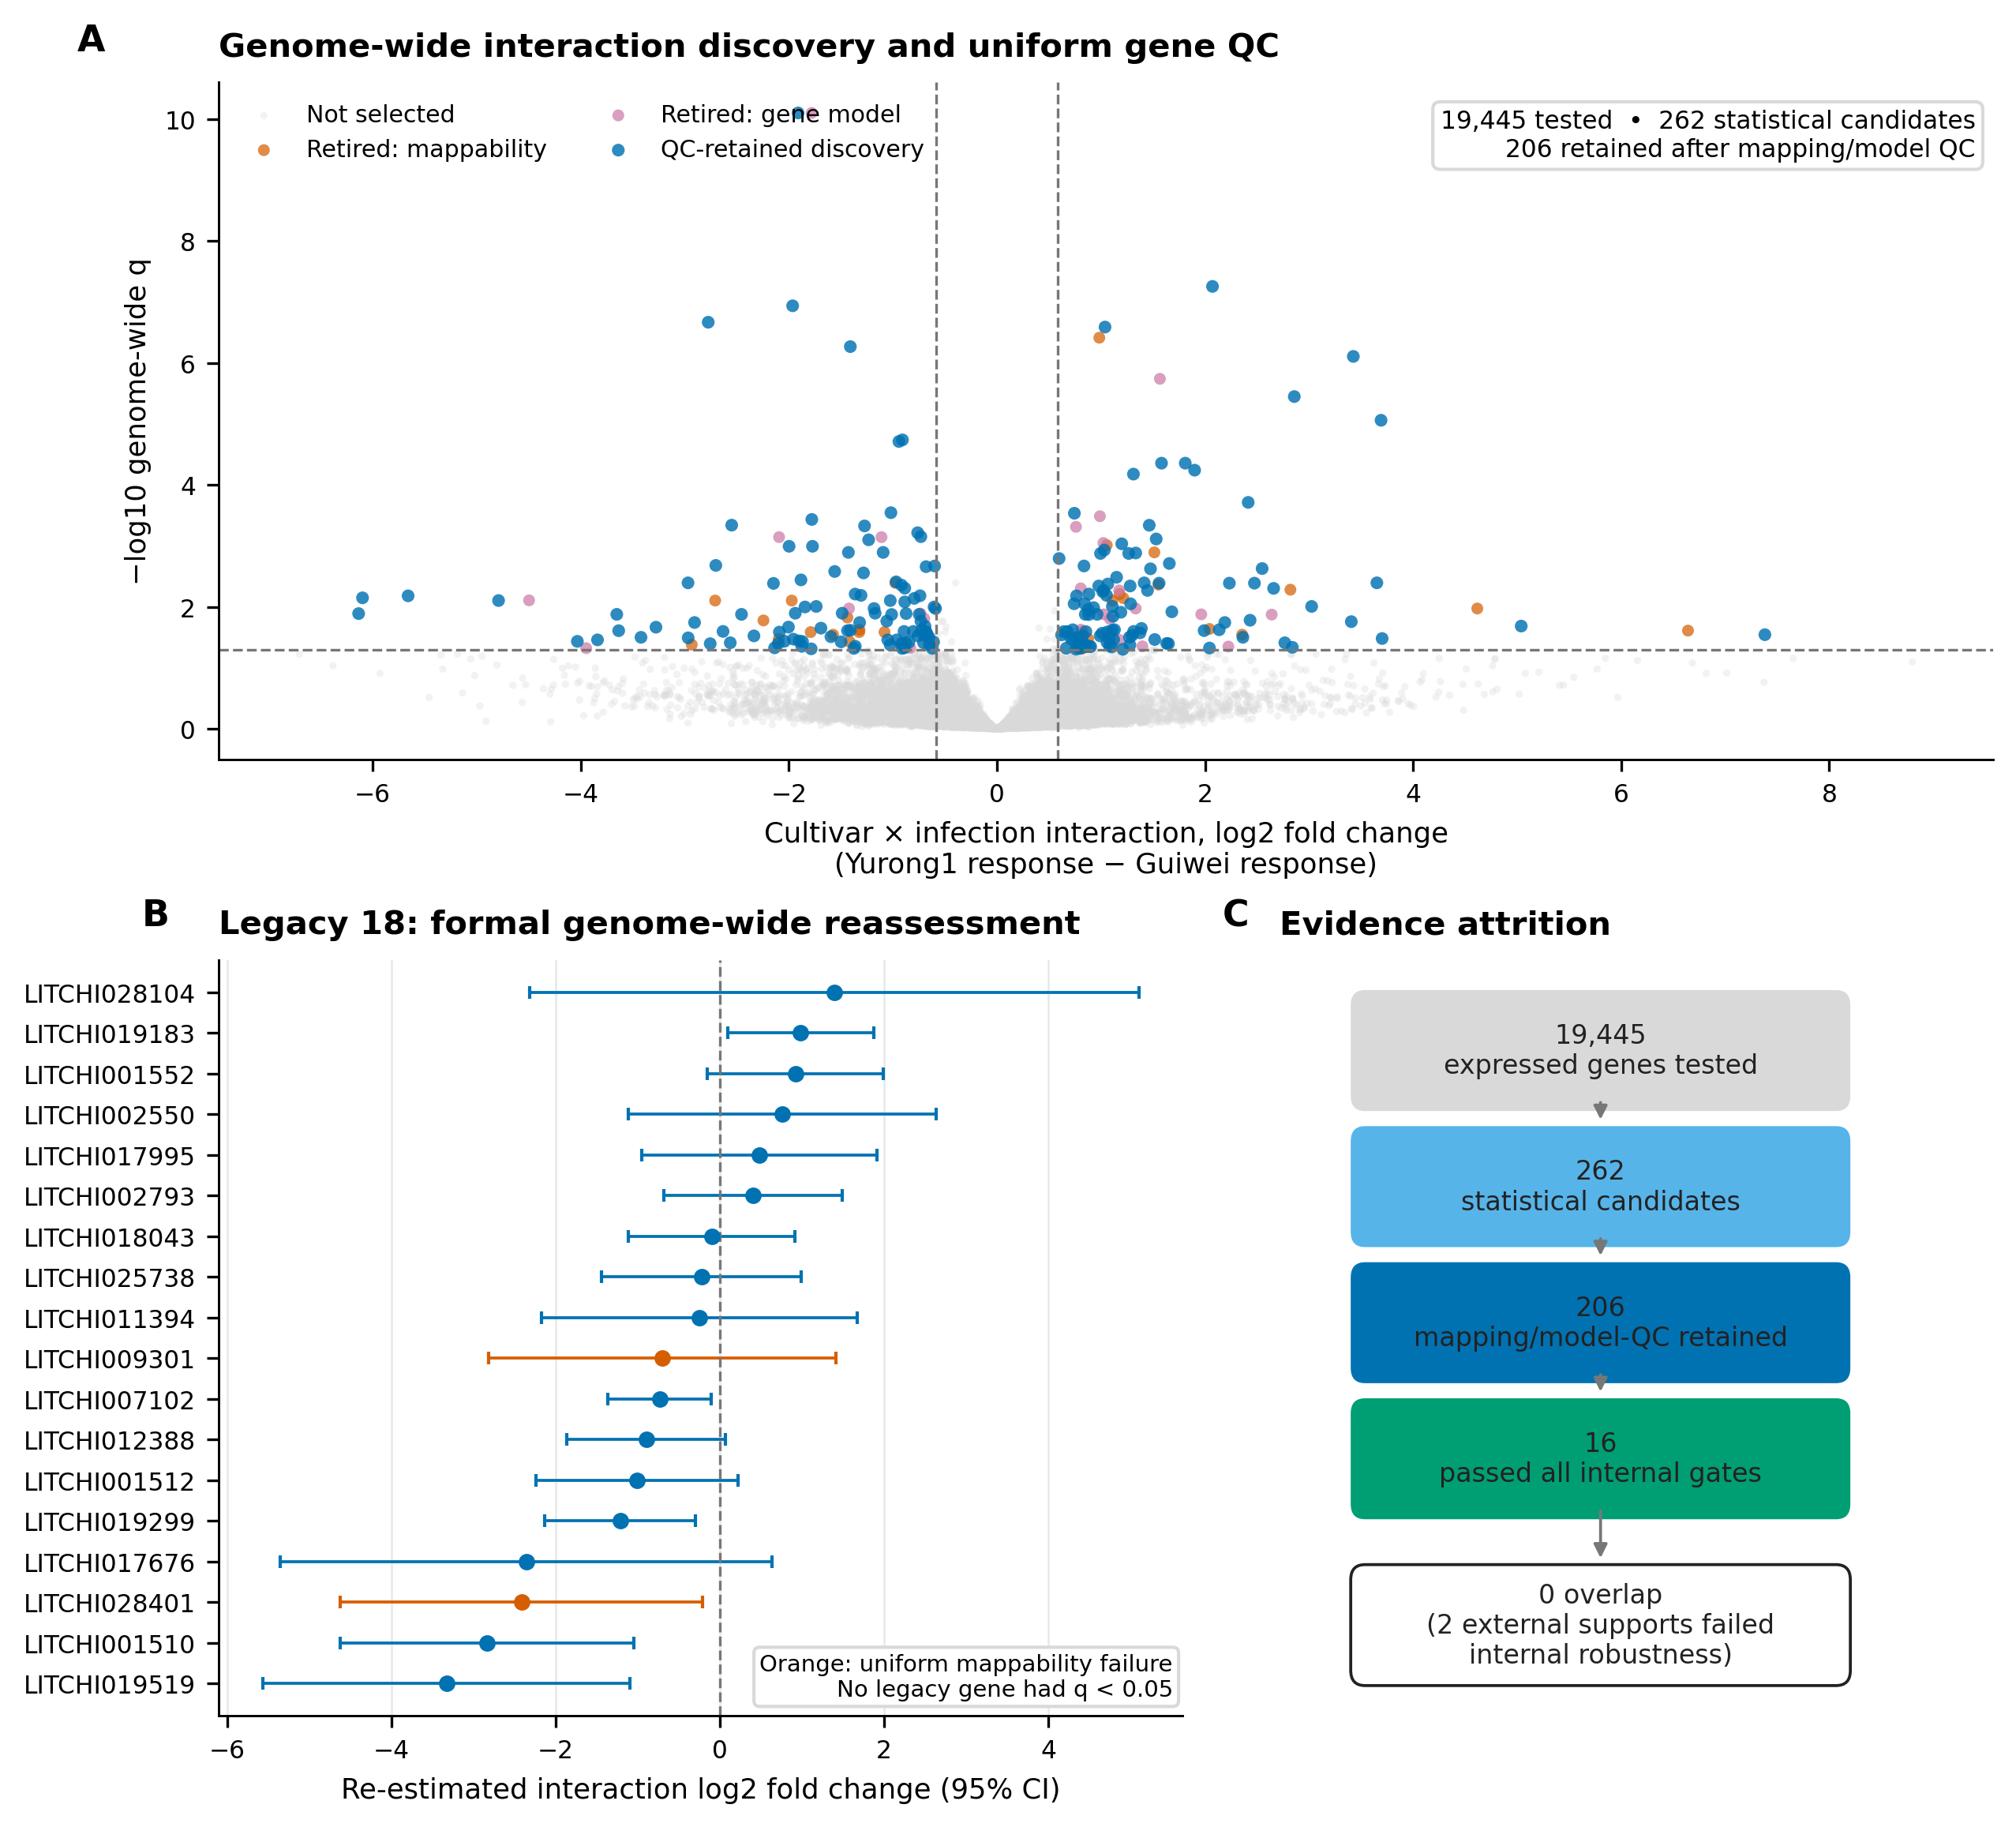 A
Genome-wide interaction discovery and uniform gene QC
Not selected
Retired: mappability
Retired: gene model
QC-retained discovery
19,445 tested • 262 statistical candidates
206 retained after mapping/model QC
−log10 genome-wide q
10
8
6
4
2
0
−6
−4
−2
0
2
4
6
8
Cultivar × infection interaction, log2 fold change
(Yurong1 response − Guiwei response)
B
Legacy 18: formal genome-wide reassessment
LITCHI028104
LITCHI019183
LITCHI001552
LITCHI002550
LITCHI017995
LITCHI002793
LITCHI018043
LITCHI025738
LITCHI011394
LITCHI009301
LITCHI007102
LITCHI012388
LITCHI001512
LITCHI019299
LITCHI017676
LITCHI028401
LITCHI001510
LITCHI019519
Orange: uniform mappability failure
No legacy gene had q < 0.05
−6
−4
−2
0
2
4
Re-estimated interaction log2 fold change (95% CI)
C
Evidence attrition
19,445
expressed genes tested
262
statistical candidates
206
mapping/model-QC retained
16
passed all internal gates
0 overlap
(2 external supports failed
internal robustness)